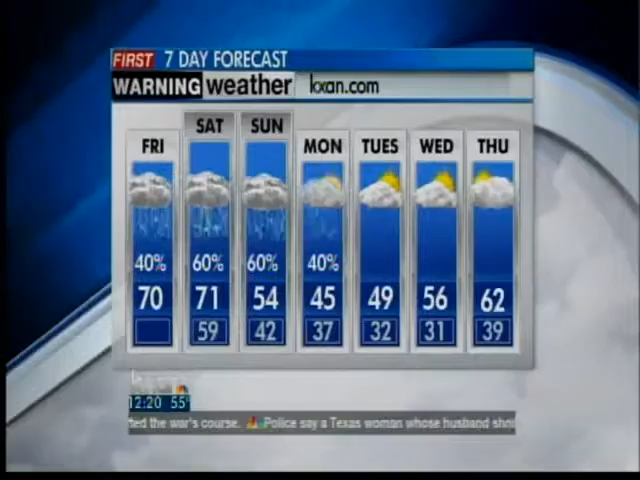 FIRST 7 DAY FORECAST
WARNING weather kxan.com
FRI SAT SUN MON TUES WED THU
40% 60% 60% 40%
70 71 54 45 49 56 62
59 42 37 32 31 39
12:20 55°
fted the war's course. Police say a Texas woman whose husband